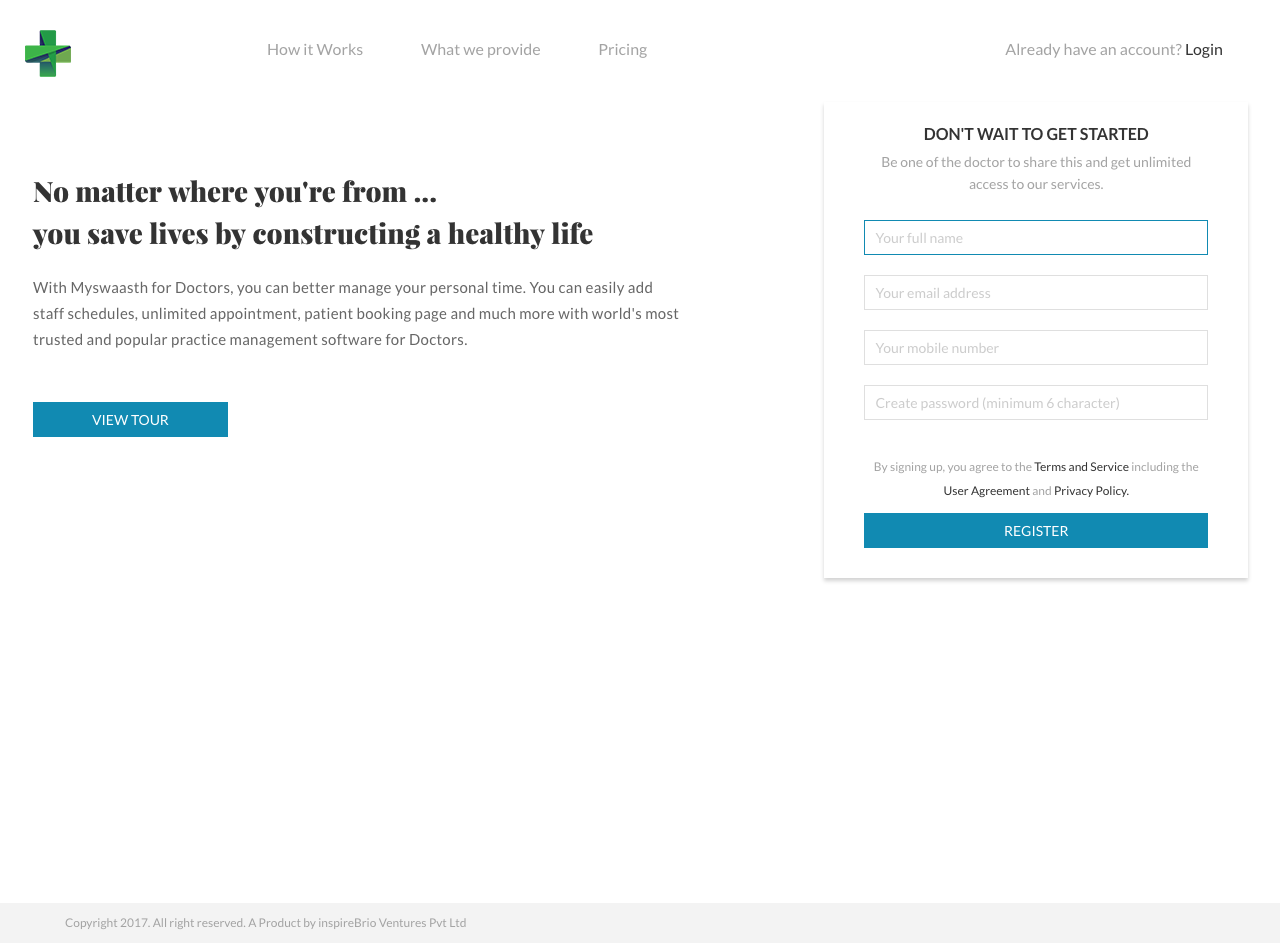 How it Works
What we provide
Pricing
Already have an account? Login
No matter where you're from ...
you save lives by constructing a healthy life
With Myswaasth for Doctors, you can better manage your personal time. You can easily add
staff schedules, unlimited appointment, patient booking page and much more with world's most
trusted and popular practice management software for Doctors.
VIEW TOUR
DON'T WAIT TO GET STARTED
Be one of the doctor to share this and get unlimited
access to our services.
Your full name
Your email address
Your mobile number
Create password (minimum 6 character)
By signing up, you agree to the Terms and Service including the
User Agreement and Privacy Policy.
REGISTER
Copyright 2017. All right reserved. A Product by inspireBrio Ventures Pvt Ltd